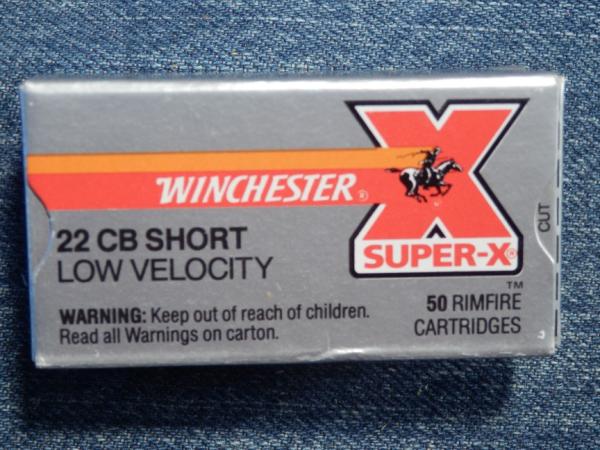 WINCHESTER®
X
SUPER-X®
™
22 CB SHORT
LOW VELOCITY
WARNING: Keep out of reach of children.
Read all Warnings on carton.
50 RIMFIRE
CARTRIDGES
CUT